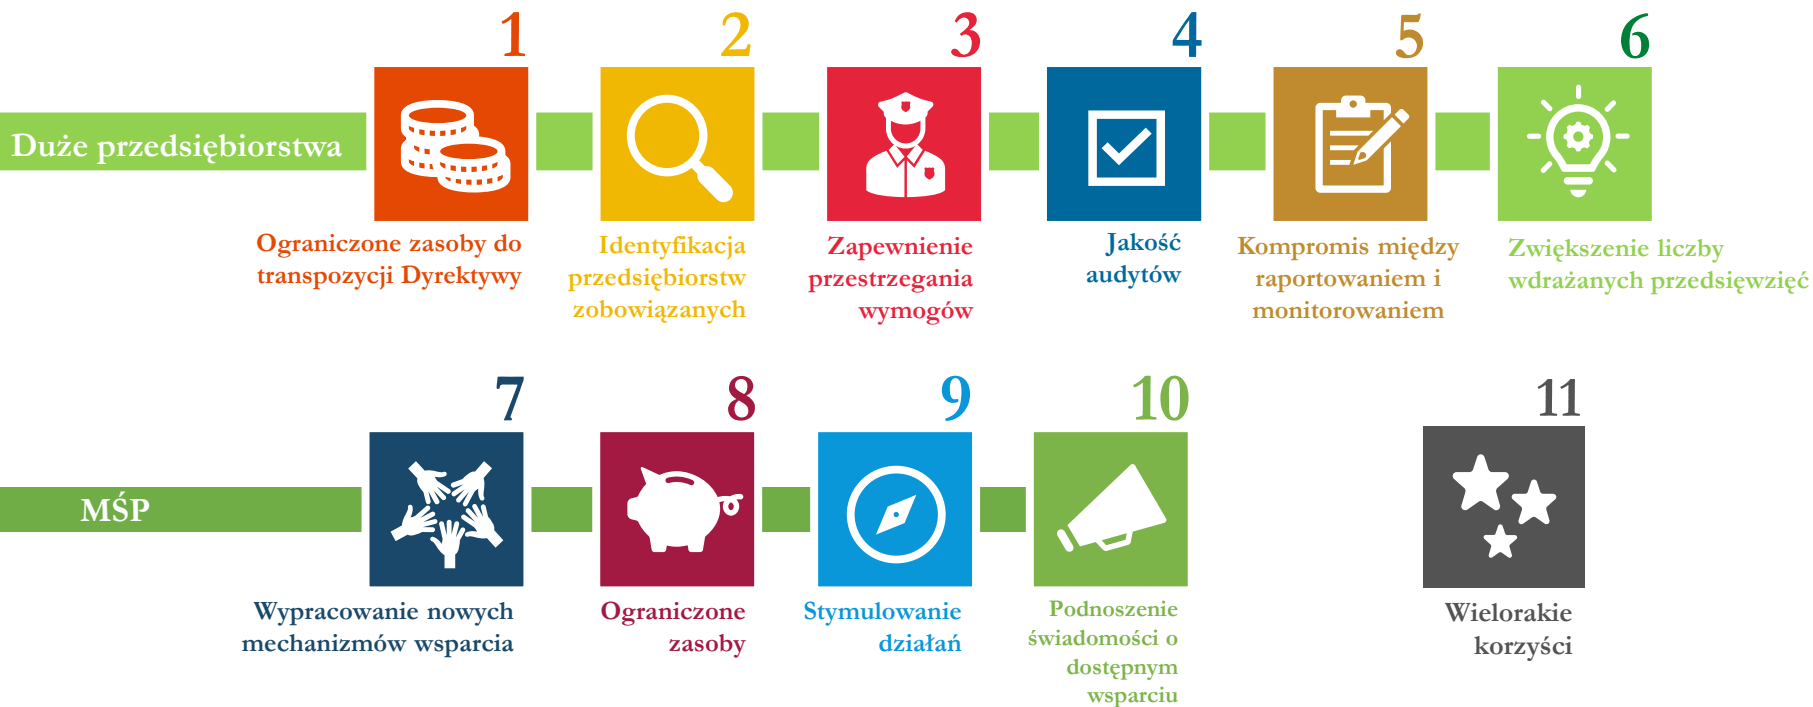 1
2
3
4
5
6
Duże przedsiębiorstwa
Ograniczone zasoby do
transpozycji Dyrektywy
Identyfikacja
przedsiębiorstw
zobowiązanych
Zapewnienie
przestrzegania
wymogów
Jakość
audytów
Kompromis między
raportowaniem i
monitorowaniem
Zwiększenie liczby
wdrażanych przedsięwzięć
7
8
9
10
11
MŚP
Wypracowanie nowych
mechanizmów wsparcia
Ograniczone
zasoby
Stymulowanie
działań
Podnoszenie
świadomości o
dostępnym
wsparciu
Wielorakie
korzyści